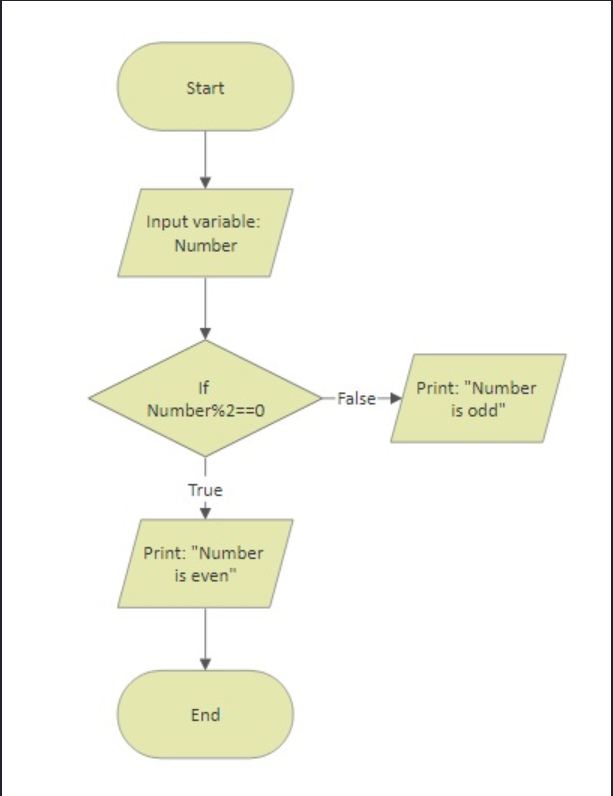 Start
Input variable:
Number
If
Number%2==0
False
Print: "Number
is odd"
True
Print: "Number
is even"
End